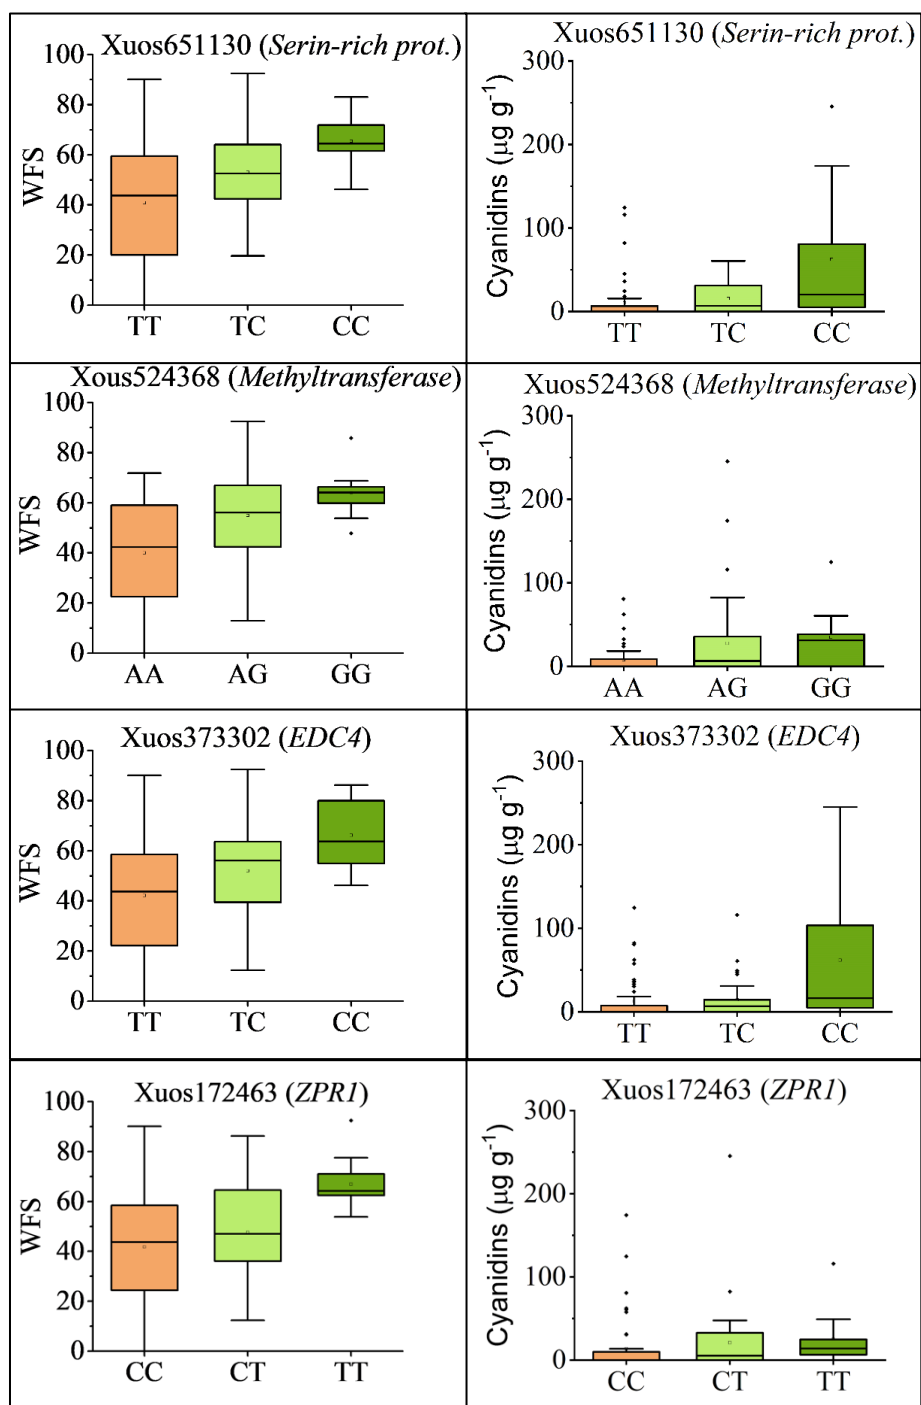 Xuos651130 (Serin-rich prot.)
WFS
100
80
60
40
20
0
TT TC CC
Xuos651130 (Serin-rich prot.)
Cyanidins (µg g⁻¹)
300
200
100
0
TT TC CC
Xous524368 (Methyltransferase)
WFS
100
80
60
40
20
0
AA AG GG
Xuos524368 (Methyltransferase)
Cyanidins (µg g⁻¹)
300
200
100
0
AA AG GG
Xuos373302 (EDC4)
WFS
100
80
60
40
20
0
TT TC CC
Xuos373302 (EDC4)
Cyanidins (µg g⁻¹)
300
200
100
0
TT TC CC
Xuos172463 (ZPR1)
WFS
100
80
60
40
20
0
CC CT TT
Xuos172463 (ZPR1)
Cyanidins (µg g⁻¹)
300
200
100
0
CC CT TT